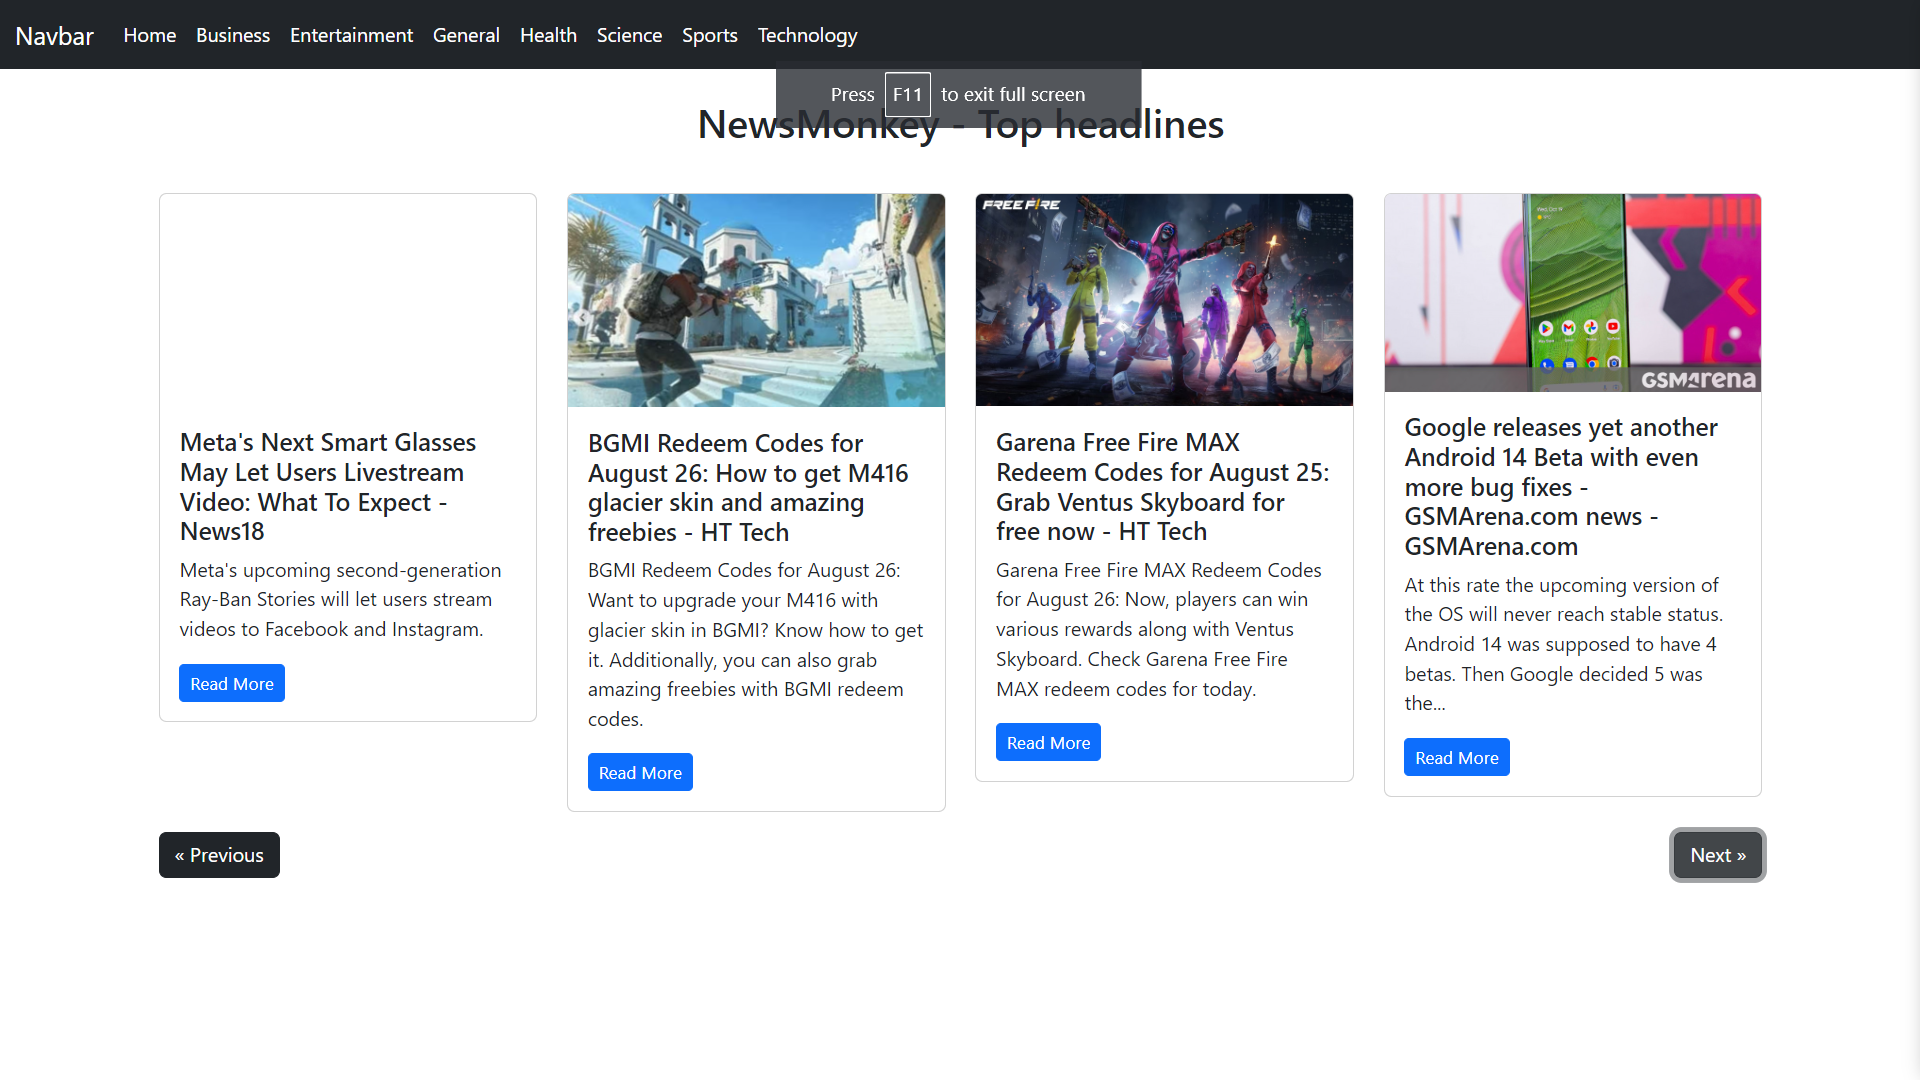 Navbar Home Business Entertainment General Health Science Sports Technology
Press F11 to exit full screen
NewsMonkey - Top headlines
Meta's Next Smart Glasses
May Let Users Livestream
Video: What To Expect -
News18
Meta's upcoming second-generation
Ray-Ban Stories will let users stream
videos to Facebook and Instagram.
Read More
BGMI Redeem Codes for
August 26: How to get M416
glacier skin and amazing
freebies - HT Tech
BGMI Redeem Codes for August 26:
Want to upgrade your M416 with
glacier skin in BGMI? Know how to get
it. Additionally, you can also grab
amazing freebies with BGMI redeem
codes.
Read More
FREE FIRE
Garena Free Fire MAX
Redeem Codes for August 25:
Grab Ventus Skyboard for
free now - HT Tech
Garena Free Fire MAX Redeem Codes
for August 26: Now, players can win
various rewards along with Ventus
Skyboard. Check Garena Free Fire
MAX redeem codes for today.
Read More
GSMArena
Google releases yet another
Android 14 Beta with even
more bug fixes -
GSMArena.com news -
GSMArena.com
At this rate the upcoming version of
the OS will never reach stable status.
Android 14 was supposed to have 4
betas. Then Google decided 5 was
the...
Read More
« Previous
Next »